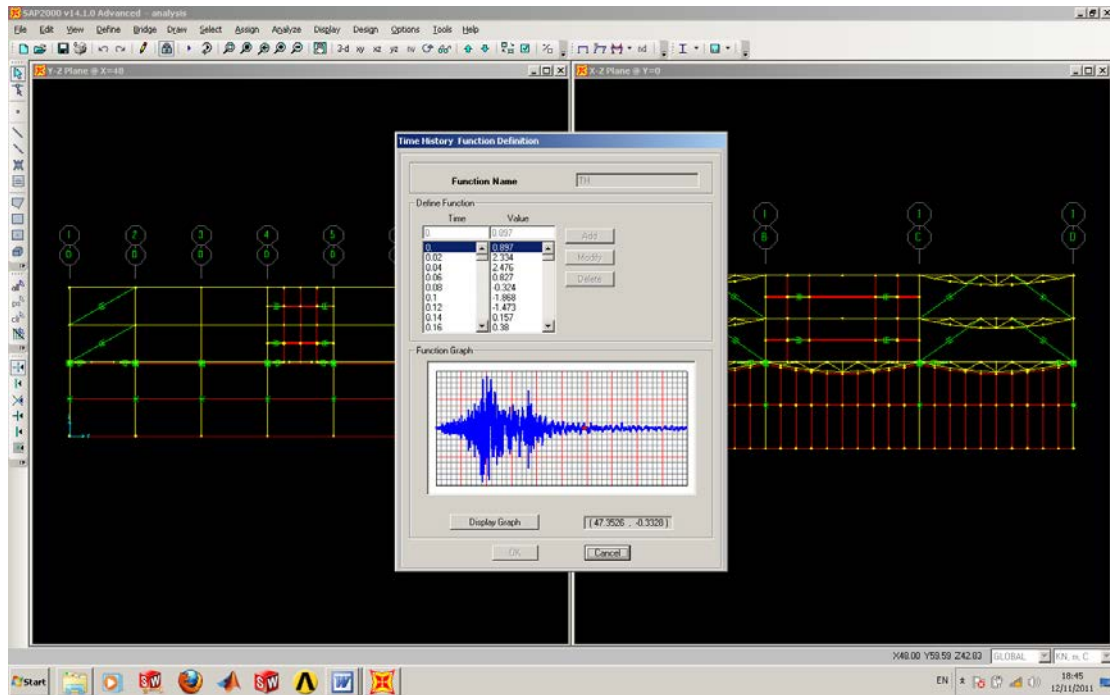 SAP2000 v14.1.0 Advanced - analysis
File Edit View Define Bridge Draw Select Assign Analyze Display Design Options Tools Help
3-d xy xz yz nv
Y-Z Plane @ X=48
X-Z Plane @ Y=0
Time History Function Definition
Function Name TH
Define Function
Time Value
0. 0.897
0. 0.897
0.02 2.334
0.04 2.476
0.06 0.827
0.08 -0.324
0.1 -1.868
0.12 -1.473
0.14 0.157
0.16 0.38
Add
Modify
Delete
Function Graph
Display Graph (47.3526 , -0.3328)
OK Cancel
1 2 3 4 5
D D D D D
1 1 1
B C D
X48.00 Y59.59 Z42.83 GLOBAL KN, m, C
Start
EN 18:45
12/11/2011